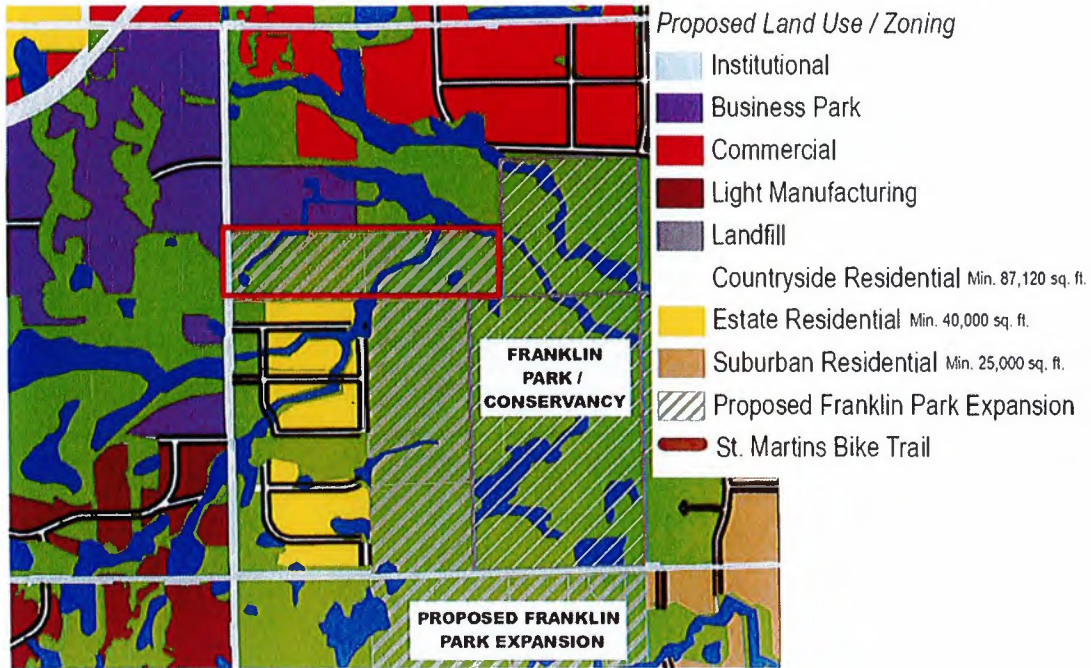 Proposed Land Use / Zoning
Institutional
Business Park
Commercial
Light Manufacturing
Landfill
Countryside Residential Min. 87,120 sq. ft.
Estate Residential Min. 40,000 sq. ft.
Suburban Residential Min. 25,000 sq. ft.
Proposed Franklin Park Expansion
St. Martins Bike Trail
FRANKLIN
PARK /
CONSERVANCY
PROPOSED FRANKLIN
PARK EXPANSION